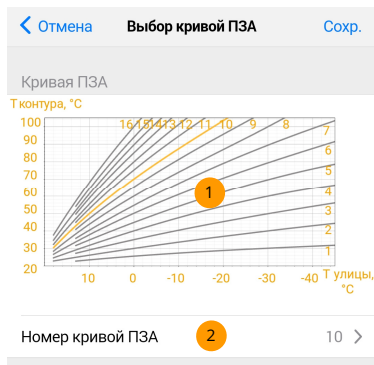 Отмена Выбор кривой ПЗА Сохр.
Кривая ПЗА
Т контура, °С
100 16 15 14 13 12 11 10 9 8
90 7
80 6
70 5
60 1 4
50 3
40 2
30 1
20
10 0 -10 -20 -30 -40 Т улицы,
°С
Номер кривой ПЗА 2 10